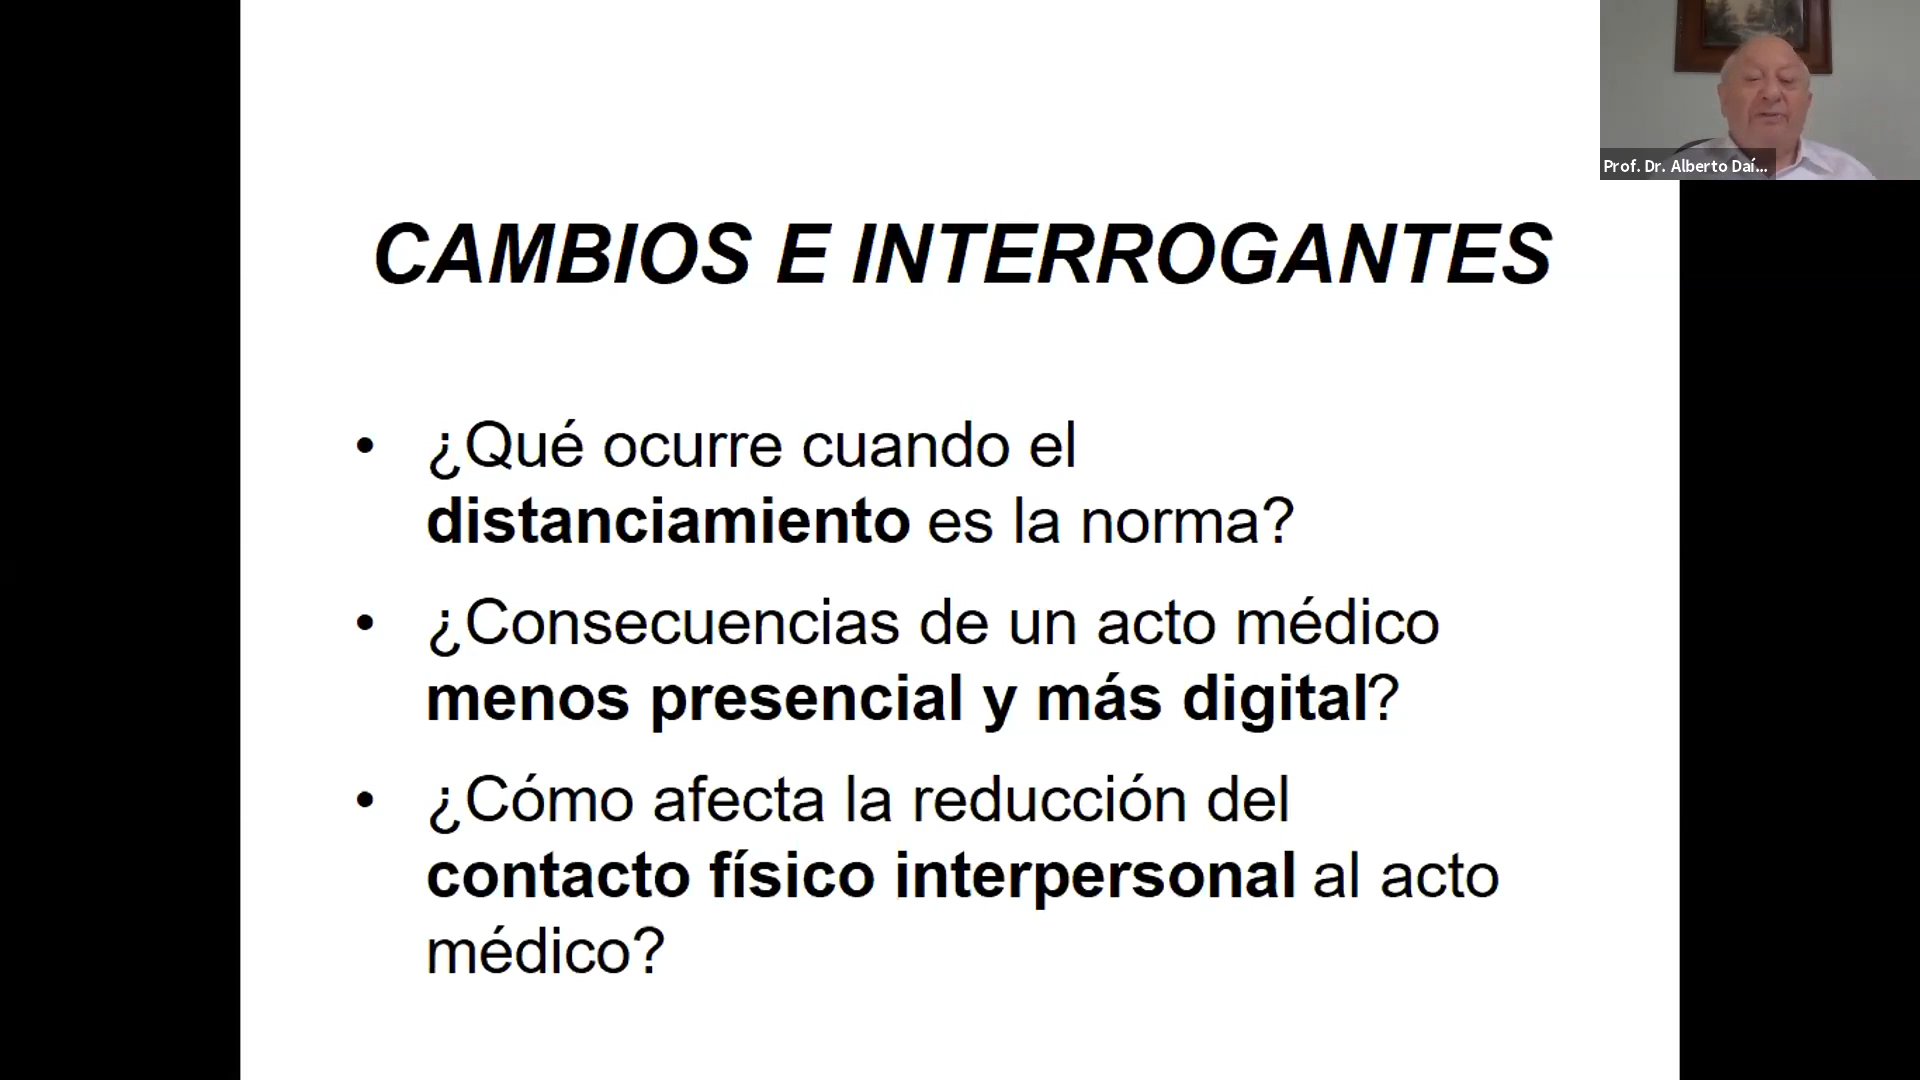 Prof. Dr. Alberto Daí...
CAMBIOS E INTERROGANTES
• ¿Qué ocurre cuando el
distanciamiento es la norma?
• ¿Consecuencias de un acto médico
menos presencial y más digital?
• ¿Cómo afecta la reducción del
contacto físico interpersonal al acto
médico?